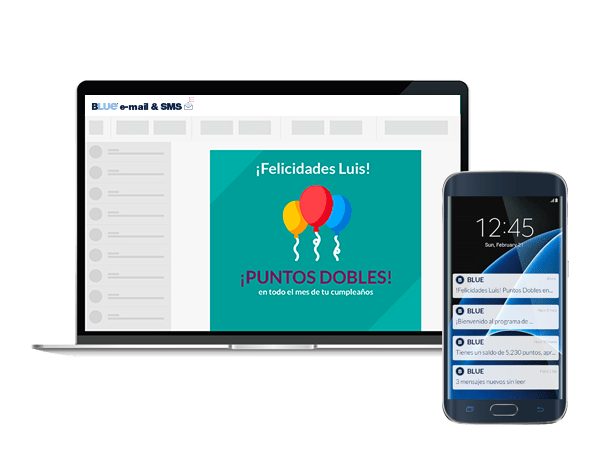 BLUE e-mail & SMS
¡Felicidades Luis!
¡PUNTOS DOBLES!
en todo el mes de tu cumpleaños
12:45
Sun, February 21
BLUE
!Felicidades Luis! Puntos Dobles en...
BLUE
¡Bienvenido al programa de ...
BLUE
Tienes un saldo de 5,230 puntos, apr...
BLUE
3 mensajes nuevos sin leer